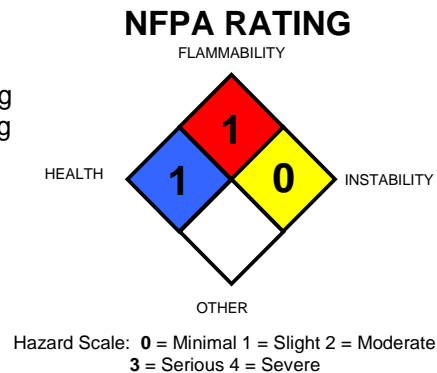 NFPA RATING
FLAMMABILITY
g
g
1
HEALTH
1
0
INSTABILITY
OTHER
Hazard Scale: 0 = Minimal 1 = Slight 2 = Moderate
3 = Serious 4 = Severe